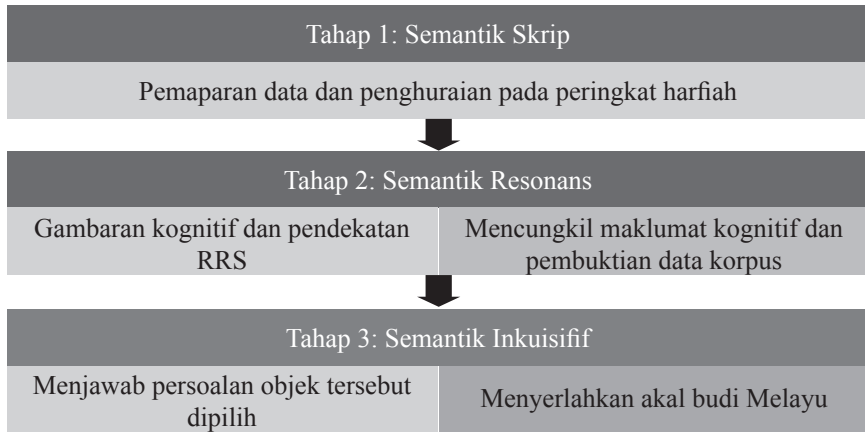 Tahap 1: Semantik Skrip
Pemaparan data dan penghuraian pada peringkat harfiah
Tahap 2: Semantik Resonans
Gambaran kognitif dan pendekatan
RRS
Mencungkil maklumat kognitif dan
pembuktian data korpus
Tahap 3: Semantik Inkuisifif
Menjawab persoalan objek tersebut
dipilih
Menyerlahkan akal budi Melayu